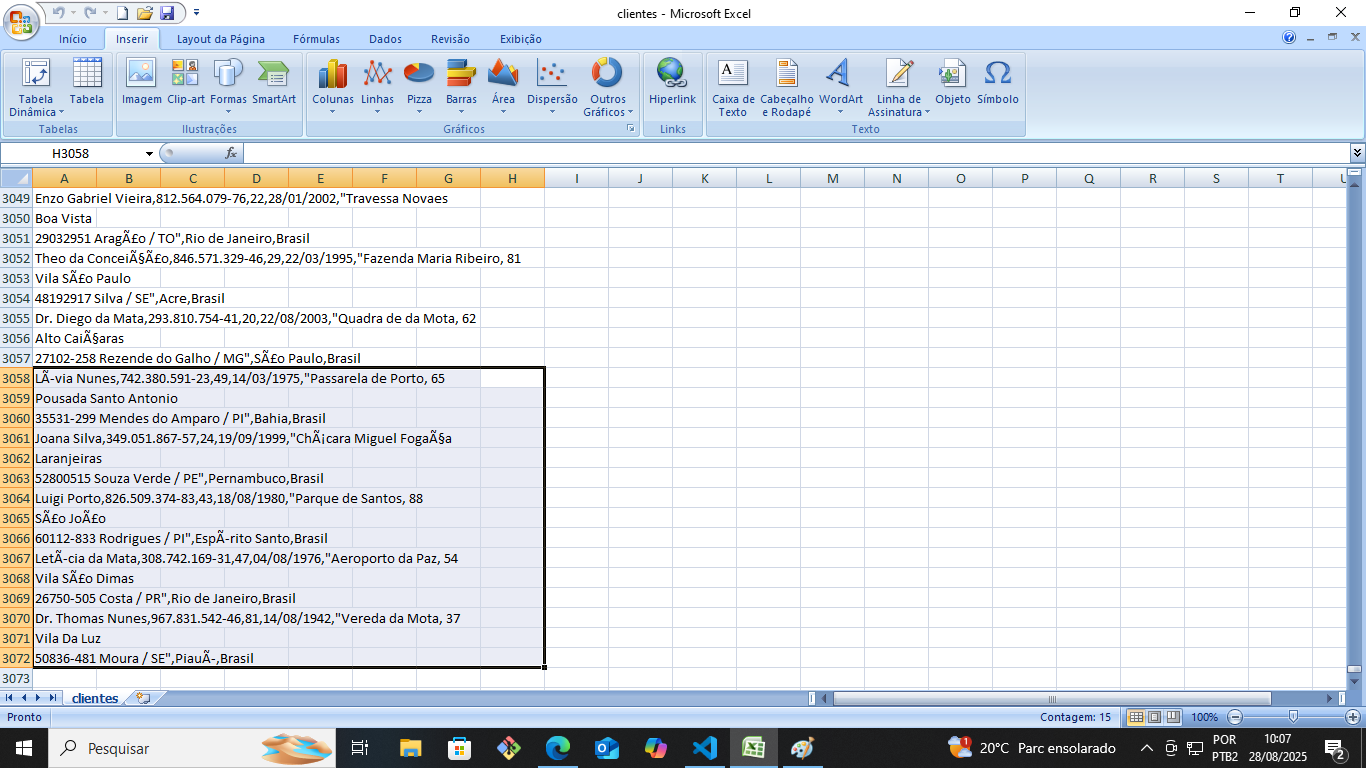 clientes - Microsoft Excel
Início Inserir Layout da Página Fórmulas Dados Revisão Exibição
Tabela Dinâmica Tabela Imagem Clip-art Formas SmartArt Colunas Linhas Pizza Barras Área Dispersão Outros Gráficos Hiperlink Caixa de Texto Cabeçalho e Rodapé WordArt Linha de Assinatura Objeto Símbolo
Tabelas Ilustrações Gráficos Links Texto
H3058 fx
A B C D E F G H I J K L M N O P Q R S T U
3049 Enzo Gabriel Vieira,812.564.079-76,22,28/01/2002,"Travessa Novaes
3050 Boa Vista
3051 29032951 AragÃ£o / TO",Rio de Janeiro,Brasil
3052 Theo da ConceiÃ§Ã£o,846.571.329-46,29,22/03/1995,"Fazenda Maria Ribeiro, 81
3053 Vila SÃ£o Paulo
3054 48192917 Silva / SE",Acre,Brasil
3055 Dr. Diego da Mata,293.810.754-41,20,22/08/2003,"Quadra de da Mota, 62
3056 Alto CaiÃ§aras
3057 27102-258 Rezende do Galho / MG",SÃ£o Paulo,Brasil
3058 LÃ-via Nunes,742.380.591-23,49,14/03/1975,"Passarela de Porto, 65
3059 Pousada Santo Antonio
3060 35531-299 Mendes do Amparo / PI",Bahia,Brasil
3061 Joana Silva,349.051.867-57,24,19/09/1999,"ChÃ¡cara Miguel FogaÃ§a
3062 Laranjeiras
3063 52800515 Souza Verde / PE",Pernambuco,Brasil
3064 Luigi Porto,826.509.374-83,43,18/08/1980,"Parque de Santos, 88
3065 SÃ£o JoÃ£o
3066 60112-833 Rodrigues / PI",EspÃ-rito Santo,Brasil
3067 LetÃ-cia da Mata,308.742.169-31,47,04/08/1976,"Aeroporto da Paz, 54
3068 Vila SÃ£o Dimas
3069 26750-505 Costa / PR",Rio de Janeiro,Brasil
3070 Dr. Thomas Nunes,967.831.542-46,81,14/08/1942,"Vereda da Mota, 37
3071 Vila Da Luz
3072 50836-481 Moura / SE",PiauÃ-,Brasil
3073
clientes
Pronto Contagem: 15 100%
Pesquisar 1 20°C Parc ensolarado POR PTB2 10:07 28/08/2025 2